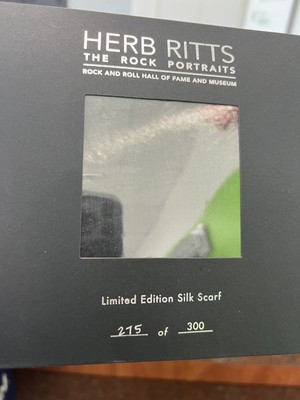 HERB RITTS
THE ROCK PORTRAITS
ROCK AND ROLL HALL OF FAME AND MUSEUM
Limited Edition Silk Scarf
275 of 300